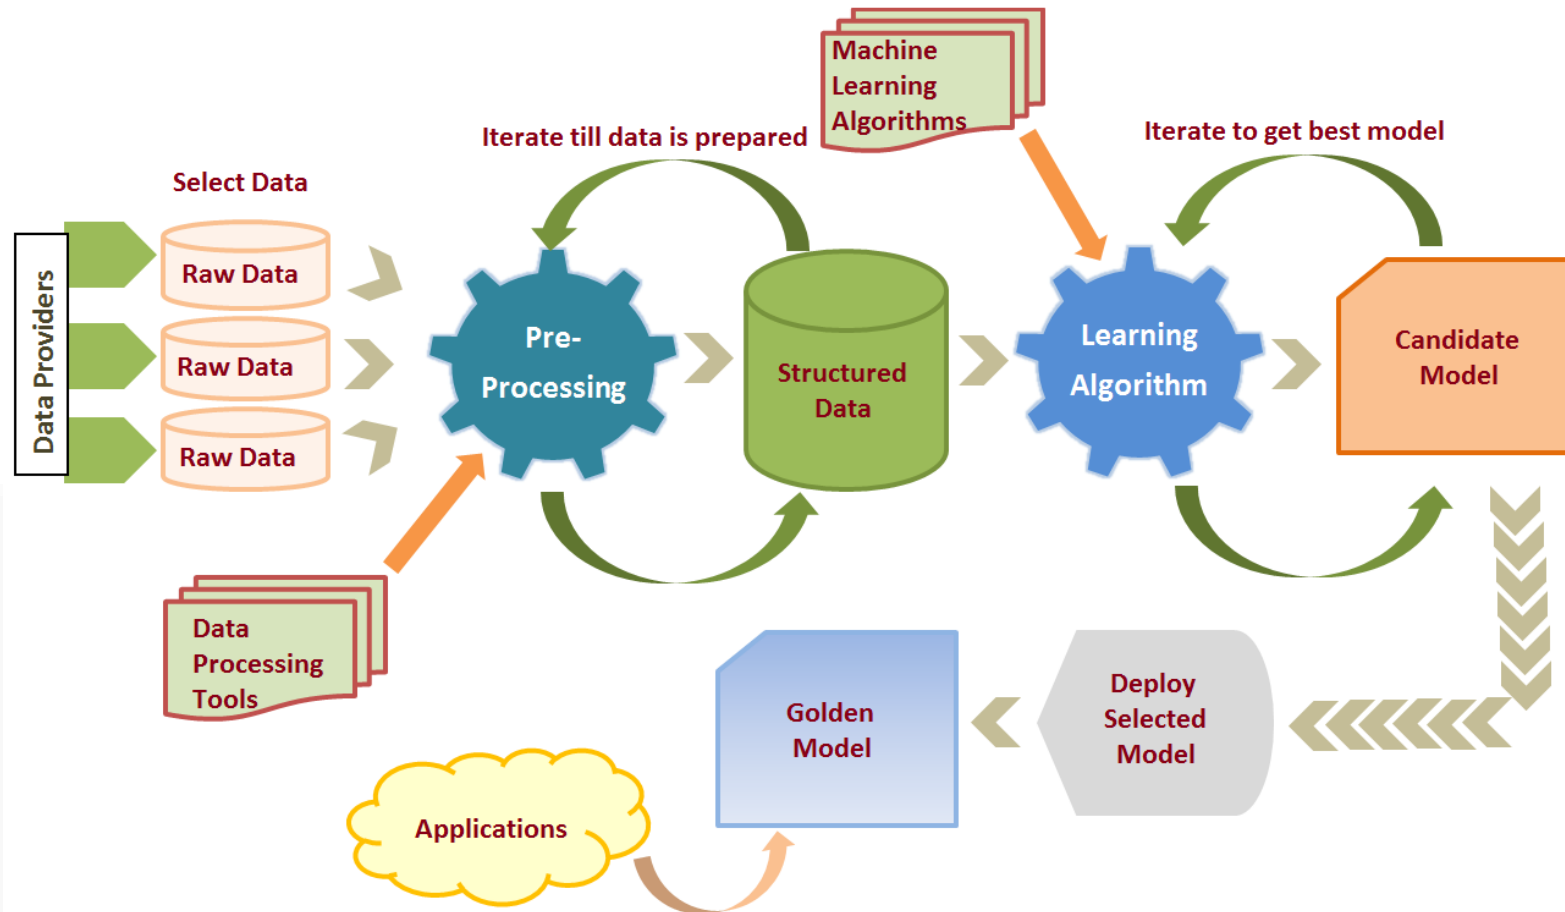 Machine
Learning
Algorithms
Iterate till data is prepared
Iterate to get best model
Select Data
Data Providers
Raw Data
Raw Data
Raw Data
Pre-
Processing
Structured
Data
Learning
Algorithm
Candidate
Model
Data
Processing
Tools
Golden
Model
Deploy
Selected
Model
Applications